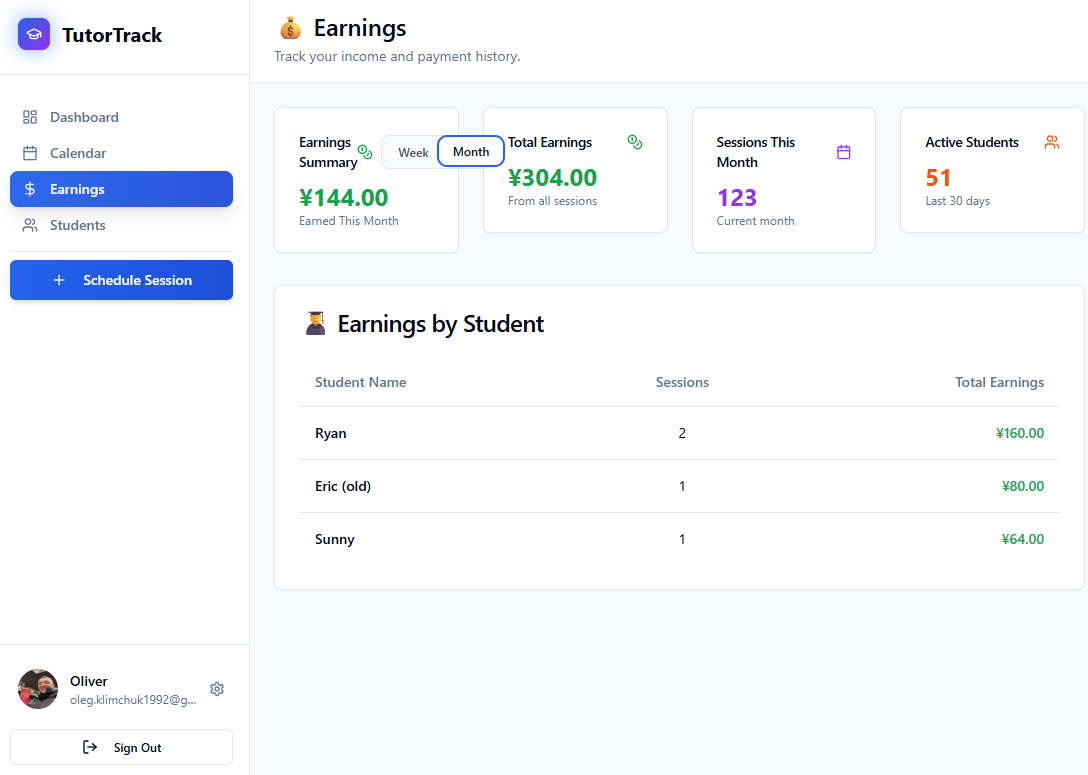 TutorTrack
Dashboard
Calendar
Earnings
Students
Schedule Session
Oliver
oleg.klimchuk1992@g...
Sign Out
Earnings
Track your income and payment history.
Earnings
Summary
Week
Month
¥144.00
Earned This Month
Total Earnings
¥304.00
From all sessions
Sessions This
Month
123
Current month
Active Students
51
Last 30 days
Earnings by Student
Student Name Sessions Total Earnings
Ryan 2 ¥160.00
Eric (old) 1 ¥80.00
Sunny 1 ¥64.00